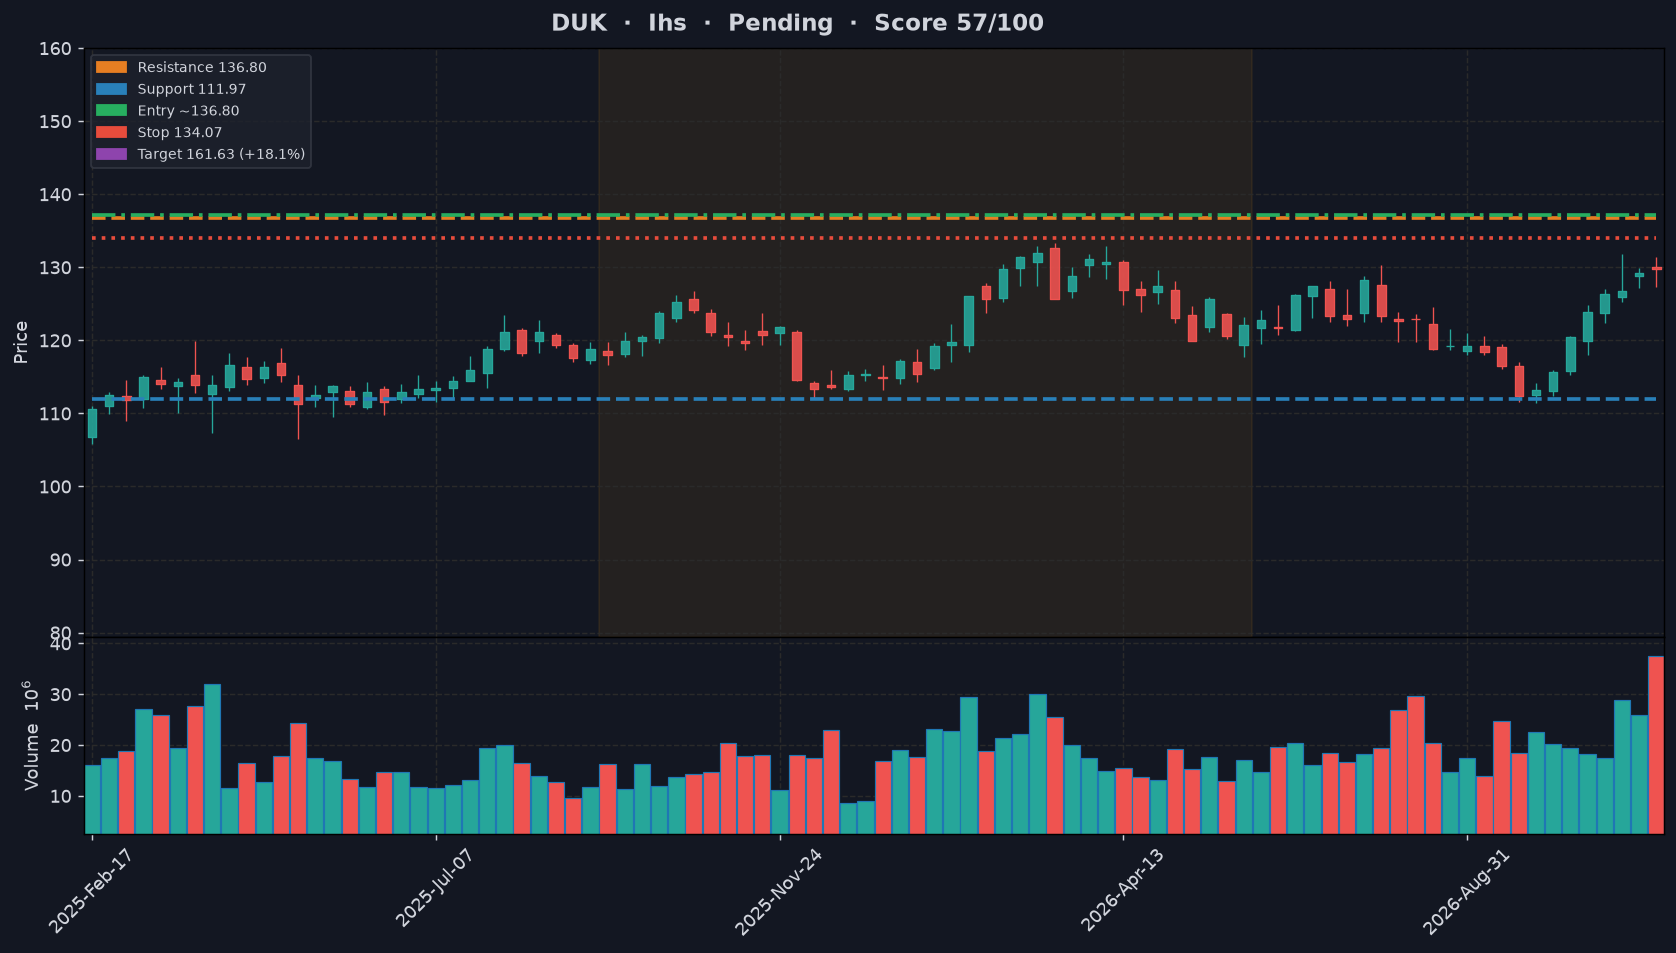 DUK · Ihs · Pending · Score 57/100
Resistance 136.80
Support 111.97
Entry ~136.80
Stop 134.07
Target 161.63 (+18.1%)
Price
160
150
140
130
120
110
100
90
80
Volume 10⁶
40
30
20
10
2025-Feb-17
2025-Jul-07
2025-Nov-24
2026-Apr-13
2026-Aug-31